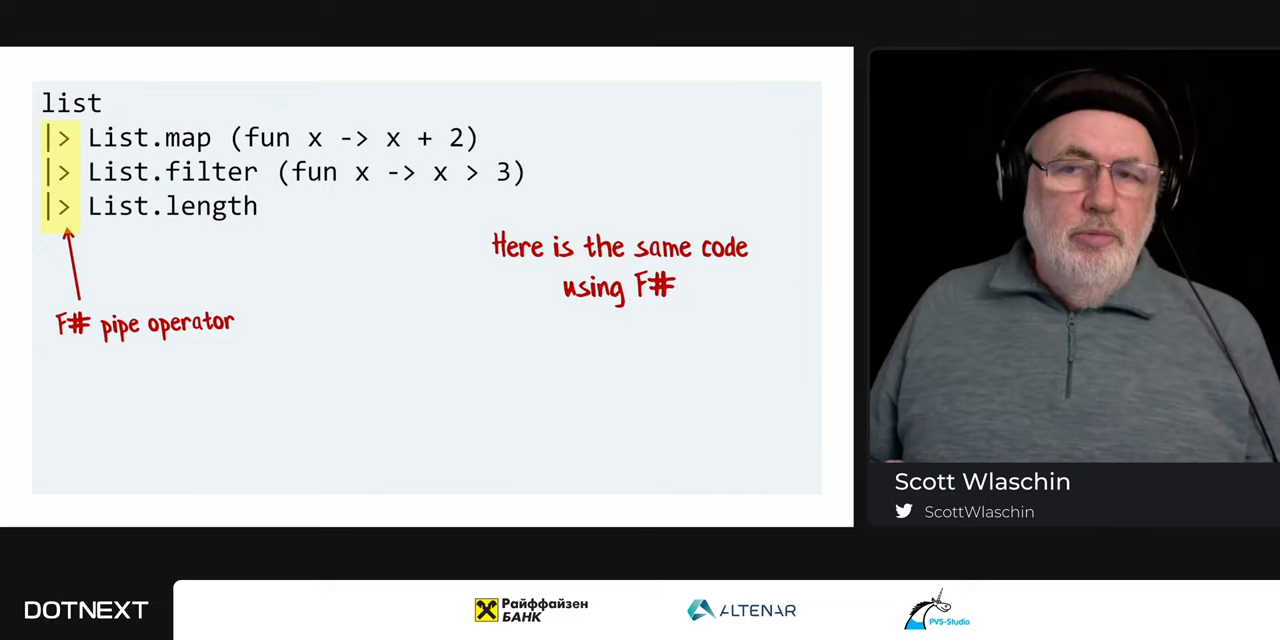 list
|> List.map (fun x -> x + 2)
|> List.filter (fun x -> x > 3)
|> List.length
Here is the same code
using F#
F# pipe operator
Scott Wlaschin
ScottWlaschin
DOTNEXT
Райффайзен
БАНК
ALTENAR
PVS-Studio